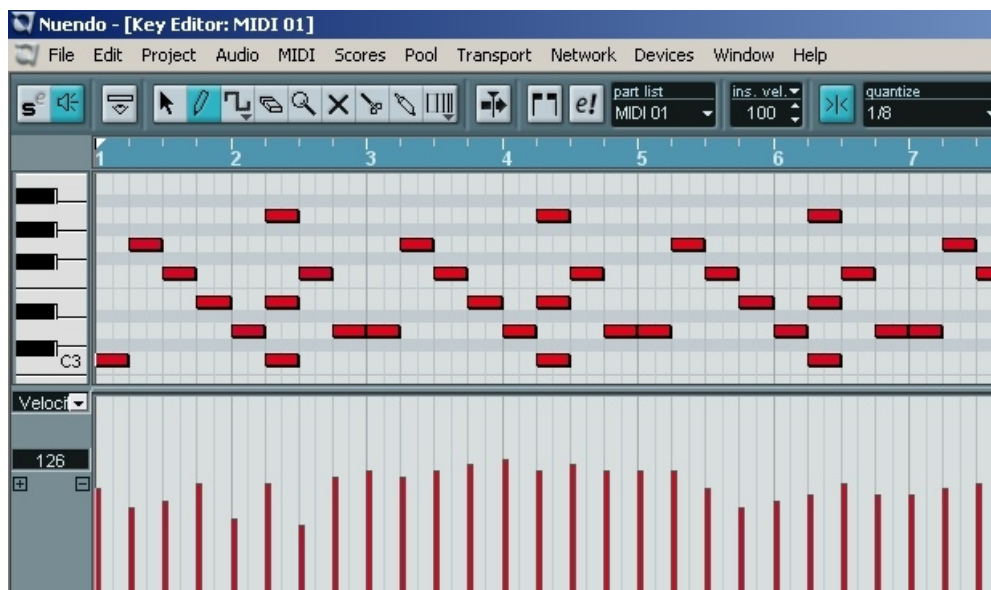 Nuendo - [Key Editor: MIDI 01]
File Edit Project Audio MIDI Scores Pool Transport Network Devices Window Help
part list ins. vel. quantize
s e e! MIDI 01 100 1/8
1 2 3 4 5 6 7
C3
Veloci
126